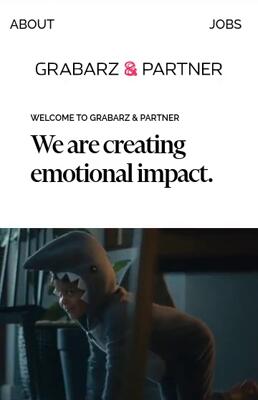 ABOUT JOBS
GRABARZ & PARTNER
WELCOME TO GRABARZ & PARTNER
We are creating
emotional impact.